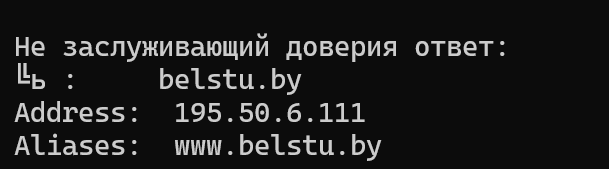 Не заслуживающий доверия ответ:
╚ь :     belstu.by
Address:  195.50.6.111
Aliases:  www.belstu.by